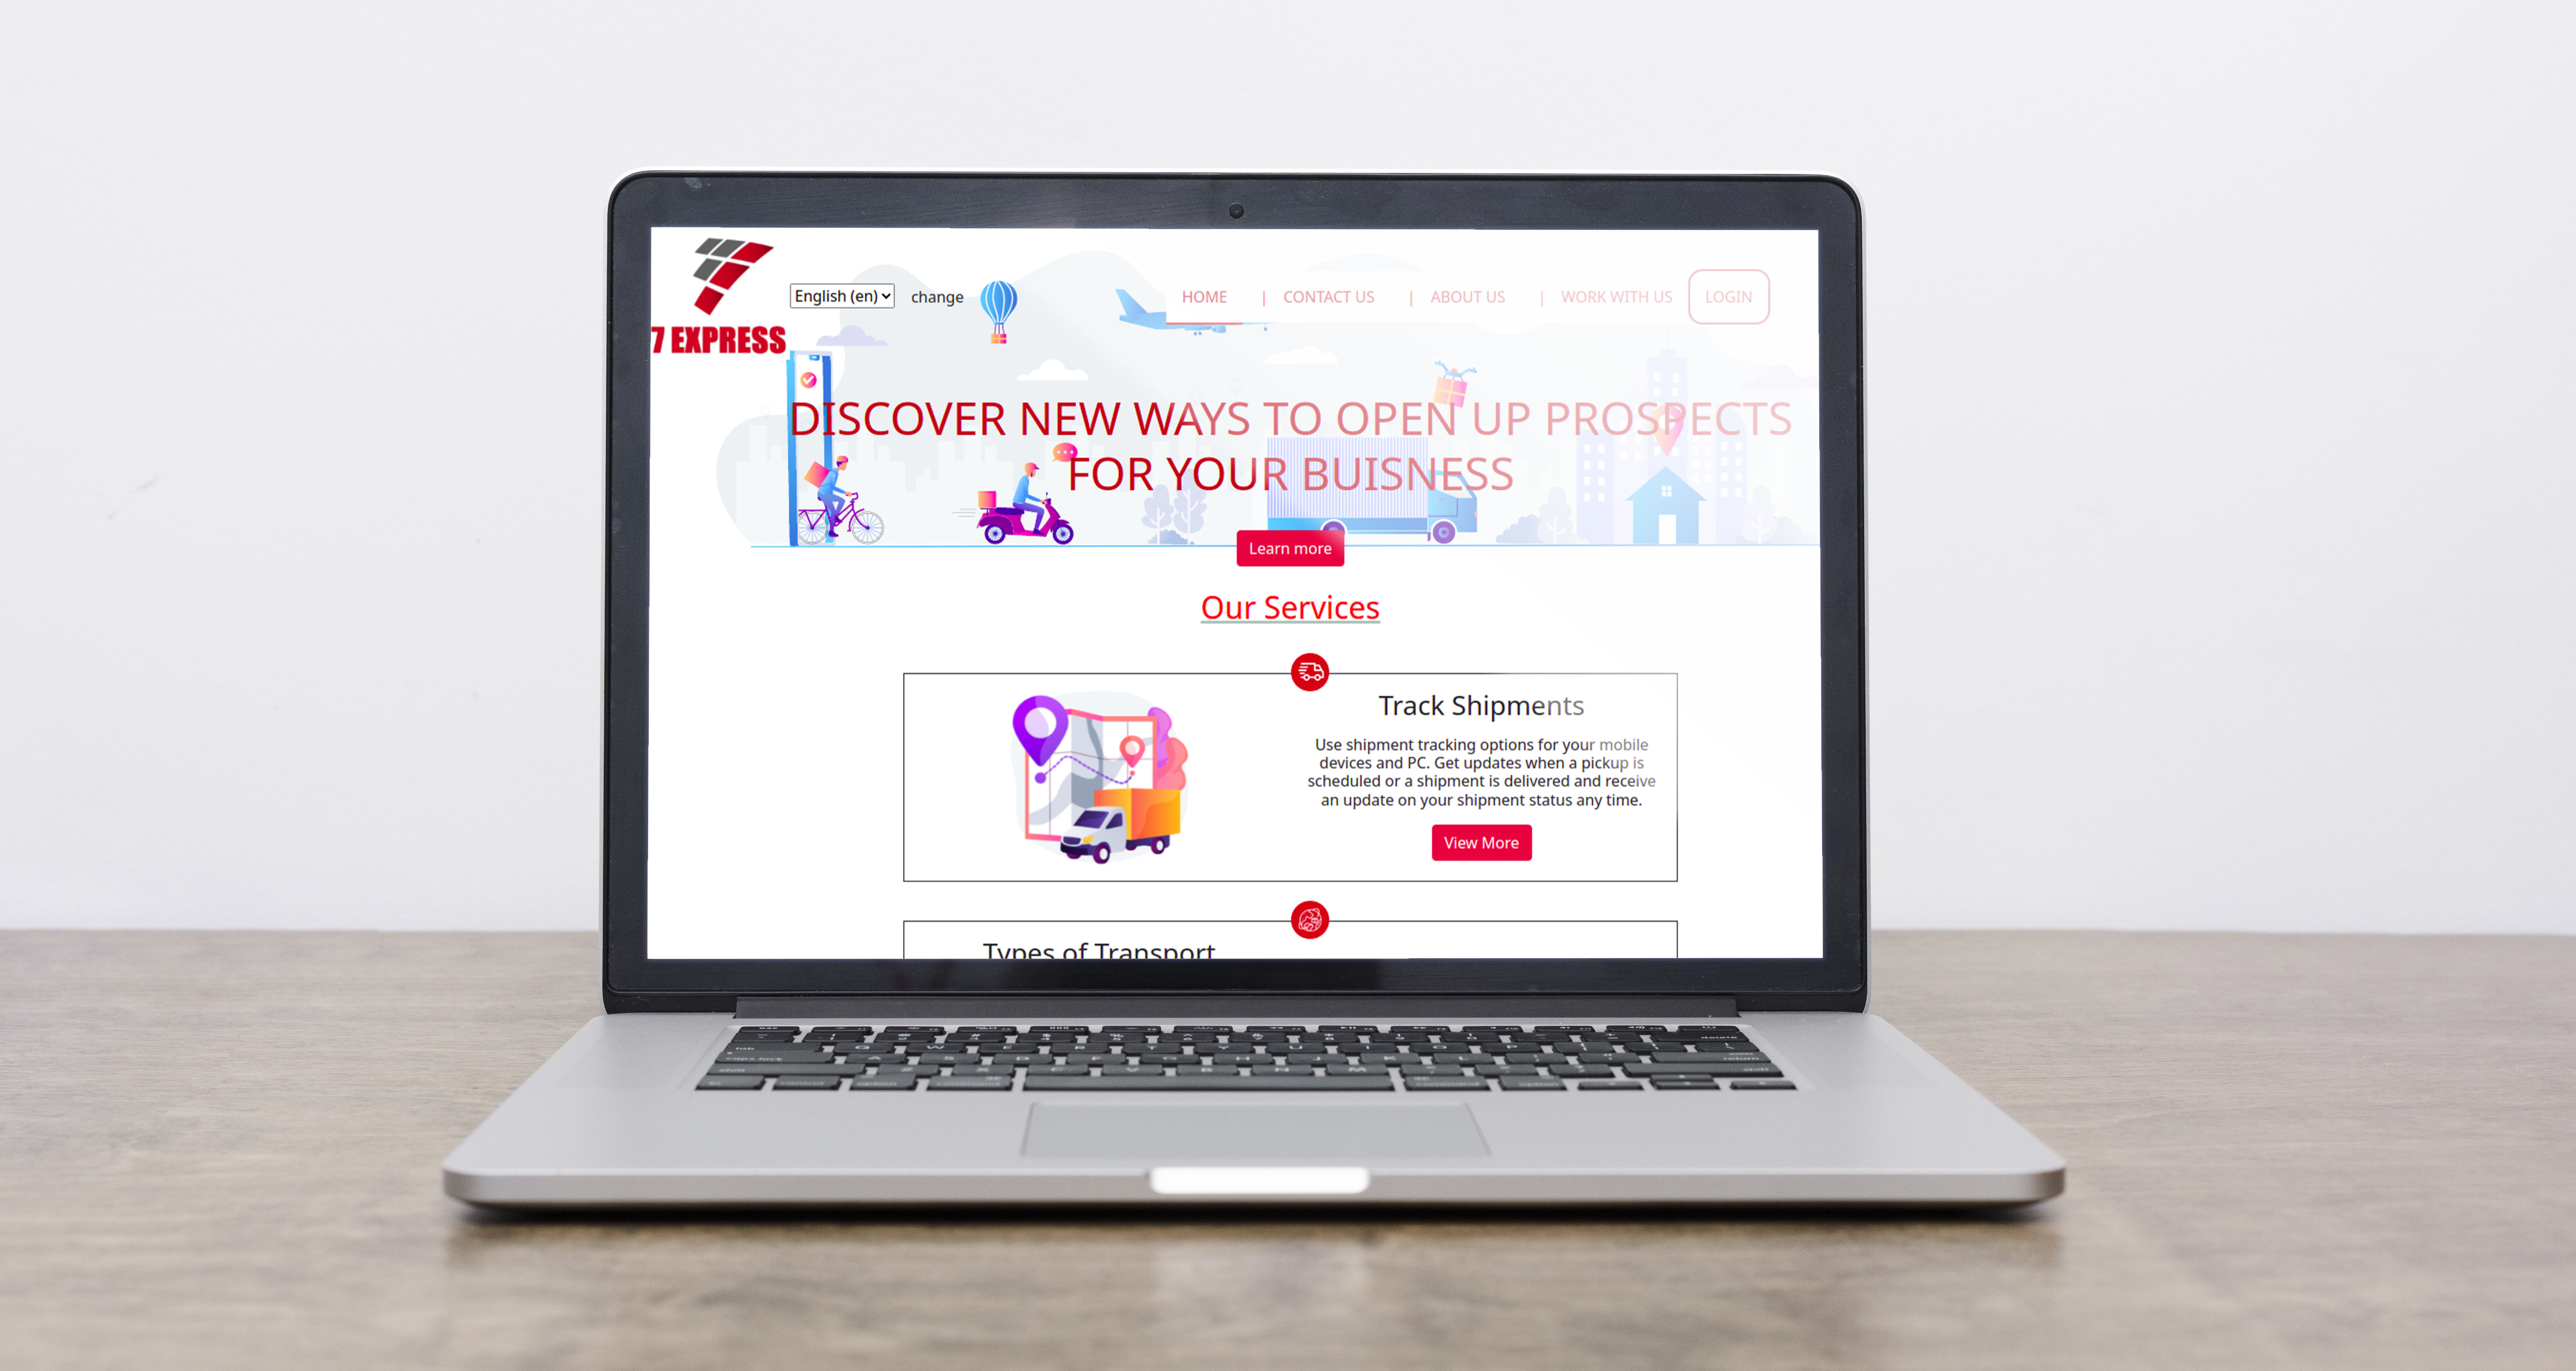 7 EXPRESS
English (en)
change
HOME | CONTACT US | ABOUT US | WORK WITH US
LOGIN
DISCOVER NEW WAYS TO OPEN UP PROSPECTS
FOR YOUR BUISNESS
Learn more
Our Services
Track Shipments
Use shipment tracking options for your mobile
devices and PC. Get updates when a pickup is
scheduled or a shipment is delivered and receive
an update on your shipment status any time.
View More
Types of Transport